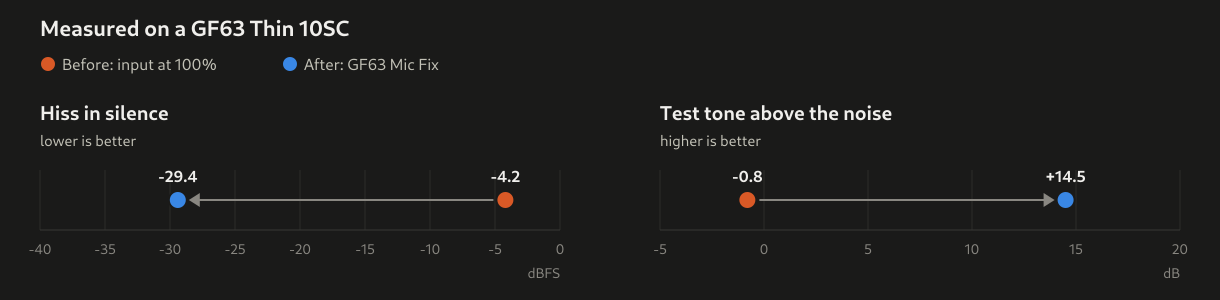 Measured on a GF63 Thin 10SC
Before: input at 100%
After: GF63 Mic Fix
Hiss in silence
lower is better
-29.4
-4.2
-40 -35 -30 -25 -20 -15 -10 -5 0
dBFS
Test tone above the noise
higher is better
-0.8
+14.5
-5 0 5 10 15 20
dB